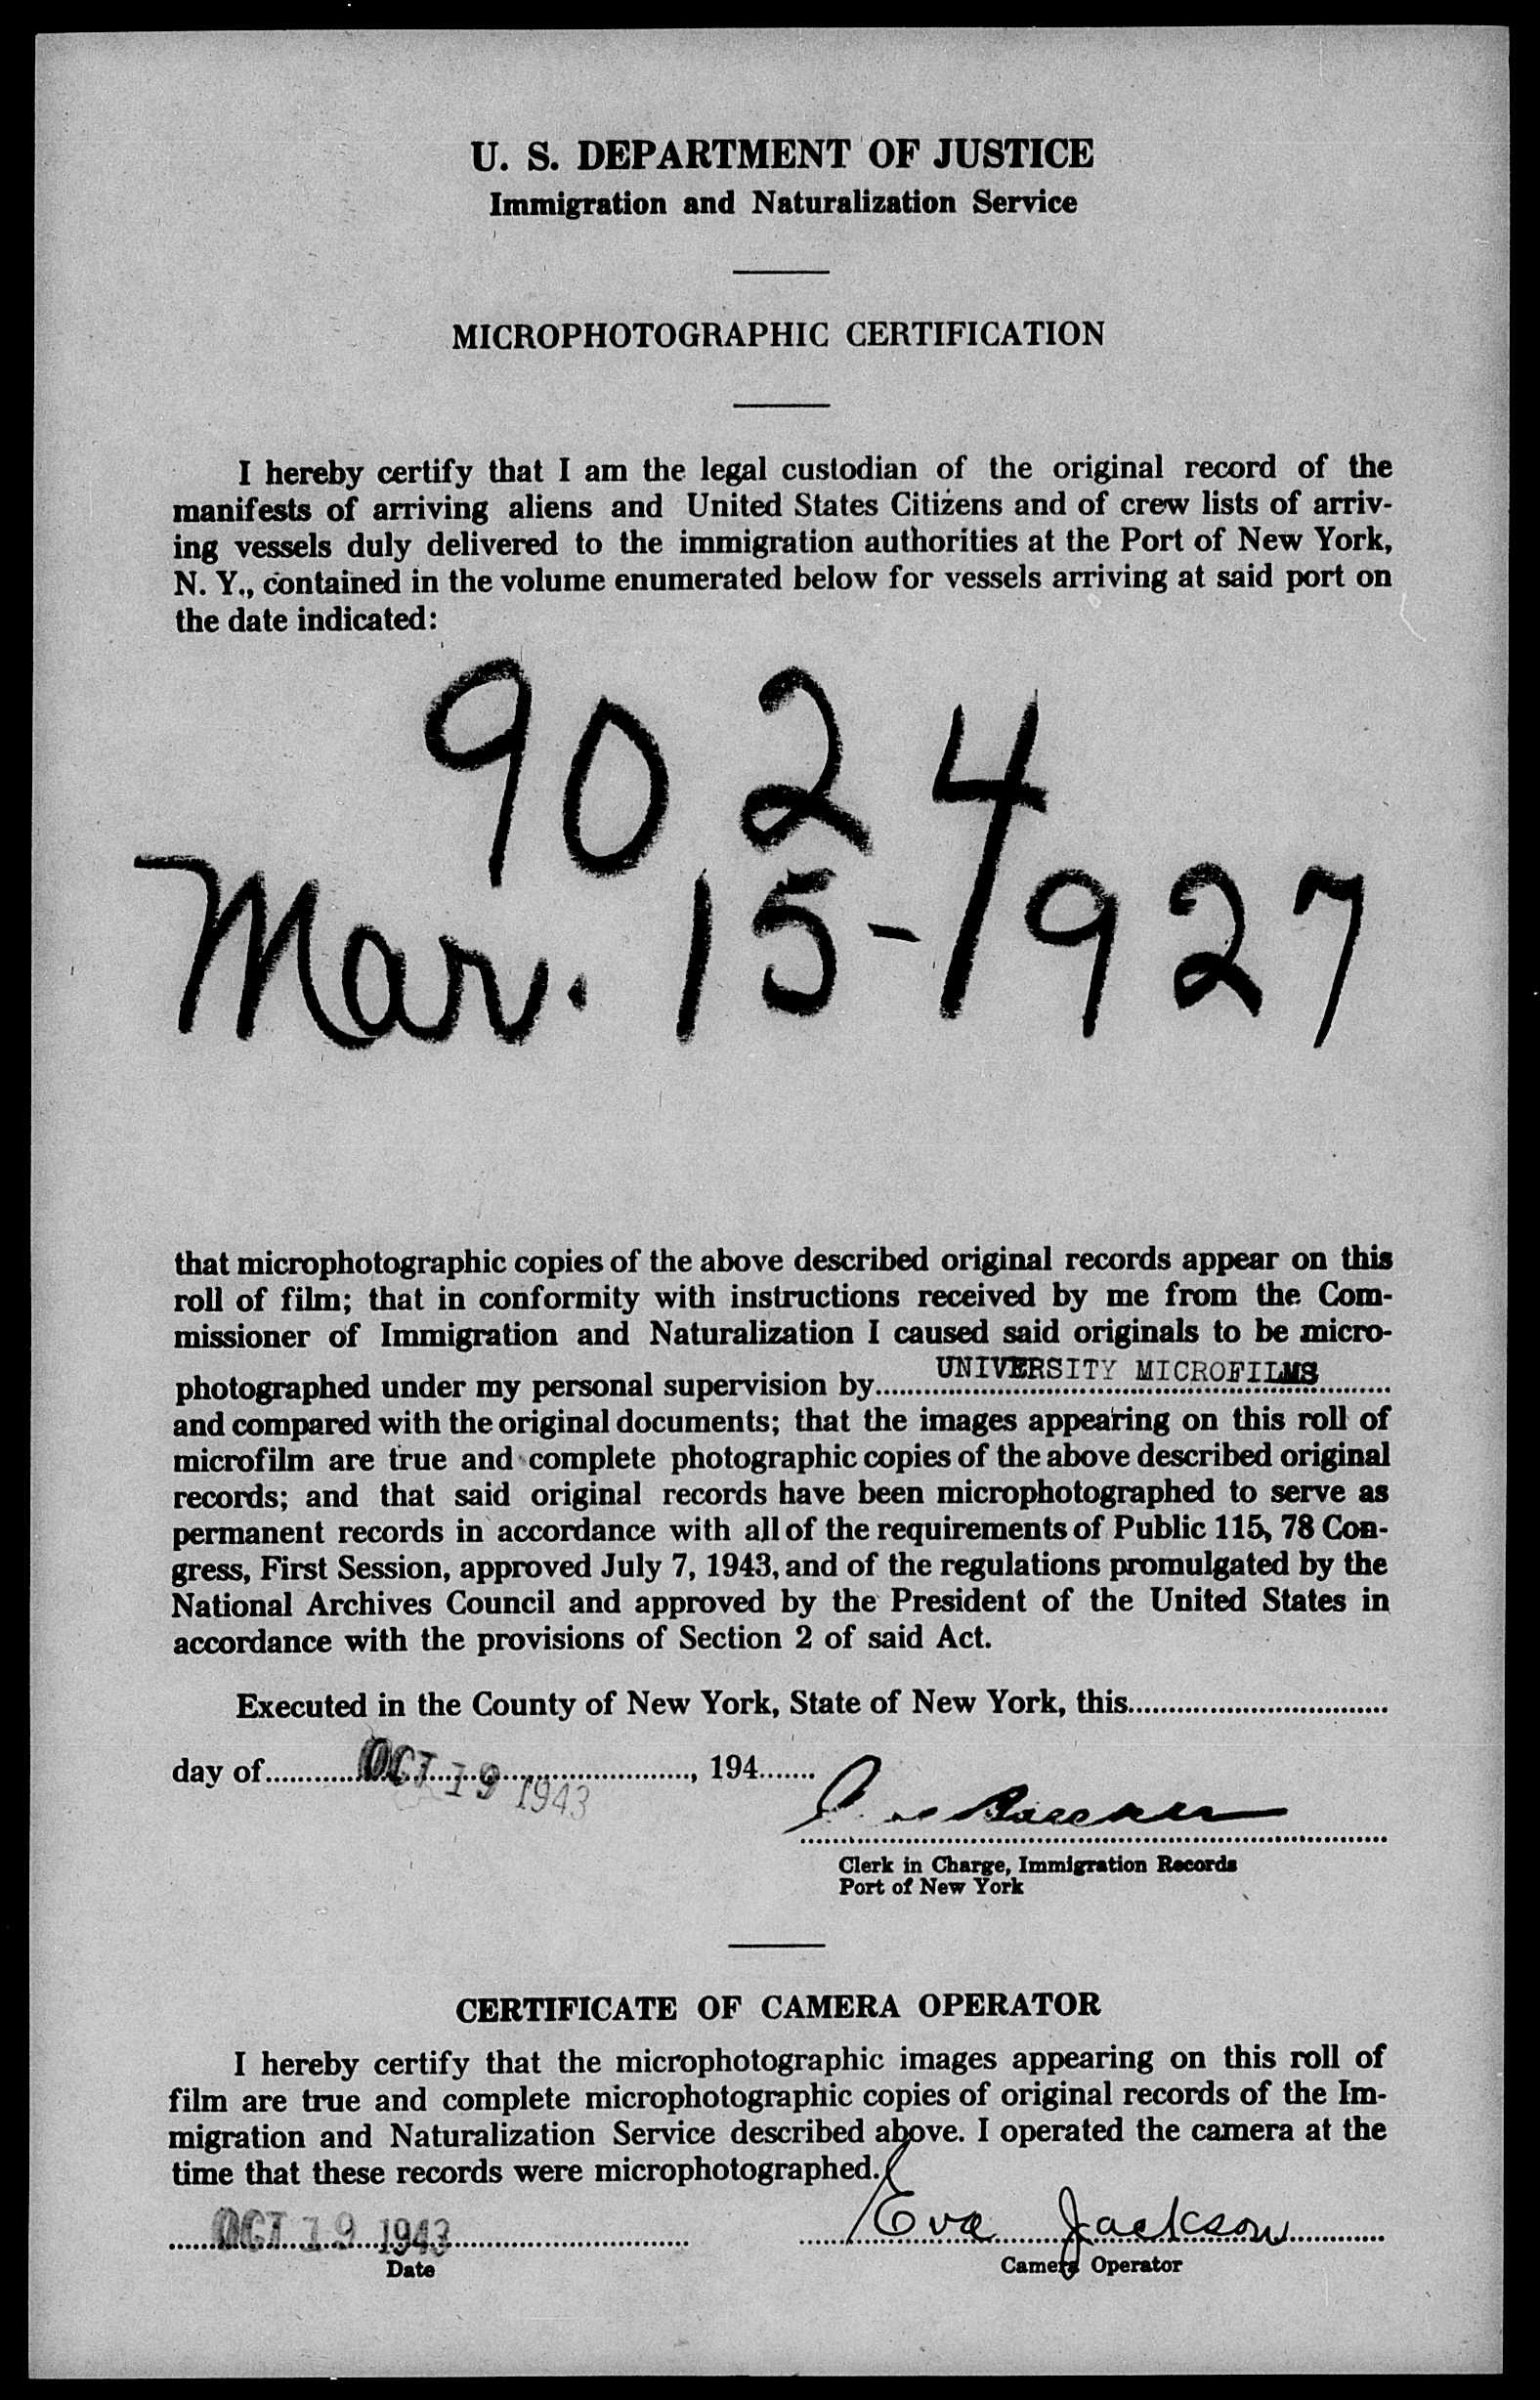 U. S. DEPARTMENT OF JUSTICE
Immigration and Naturalization Service
MICROPHOTOGRAPHIC CERTIFICATION
I hereby certify that I am the legal custodian of the original record of the
manifests of arriving aliens and United States Citizens and of crew lists of arriv-
ing vessels duly delivered to the immigration authorities at the Port of New York,
N. Y., contained in the volume enumerated below for vessels arriving at said port on
the date indicated:
9024
Mar. 15-1927
that microphotographic copies of the above described original records appear on this
roll of film; that in conformity with instructions received by me from the Com-
missioner of Immigration and Naturalization I caused said originals to be micro-
photographed under my personal supervision by UNIVERSITY MICROFILMS
and compared with the original documents; that the images appearing on this roll of
microfilm are true and complete photographic copies of the above described original
records; and that said original records have been microphotographed to serve as
permanent records in accordance with all of the requirements of Public 115, 78 Con-
gress, First Session, approved July 7, 1943, and of the regulations promulgated by the
National Archives Council and approved by the President of the United States in
accordance with the provisions of Section 2 of said Act.
Executed in the County of New York, State of New York, this
day of OCT 19 1943, 194
Clerk in Charge, Immigration Records
Port of New York
CERTIFICATE OF CAMERA OPERATOR
I hereby certify that the microphotographic images appearing on this roll of
film are true and complete microphotographic copies of original records of the Im-
migration and Naturalization Service described above. I operated the camera at the
time that these records were microphotographed.
OCT 19 1943 Eva Jackson
Date Camera Operator